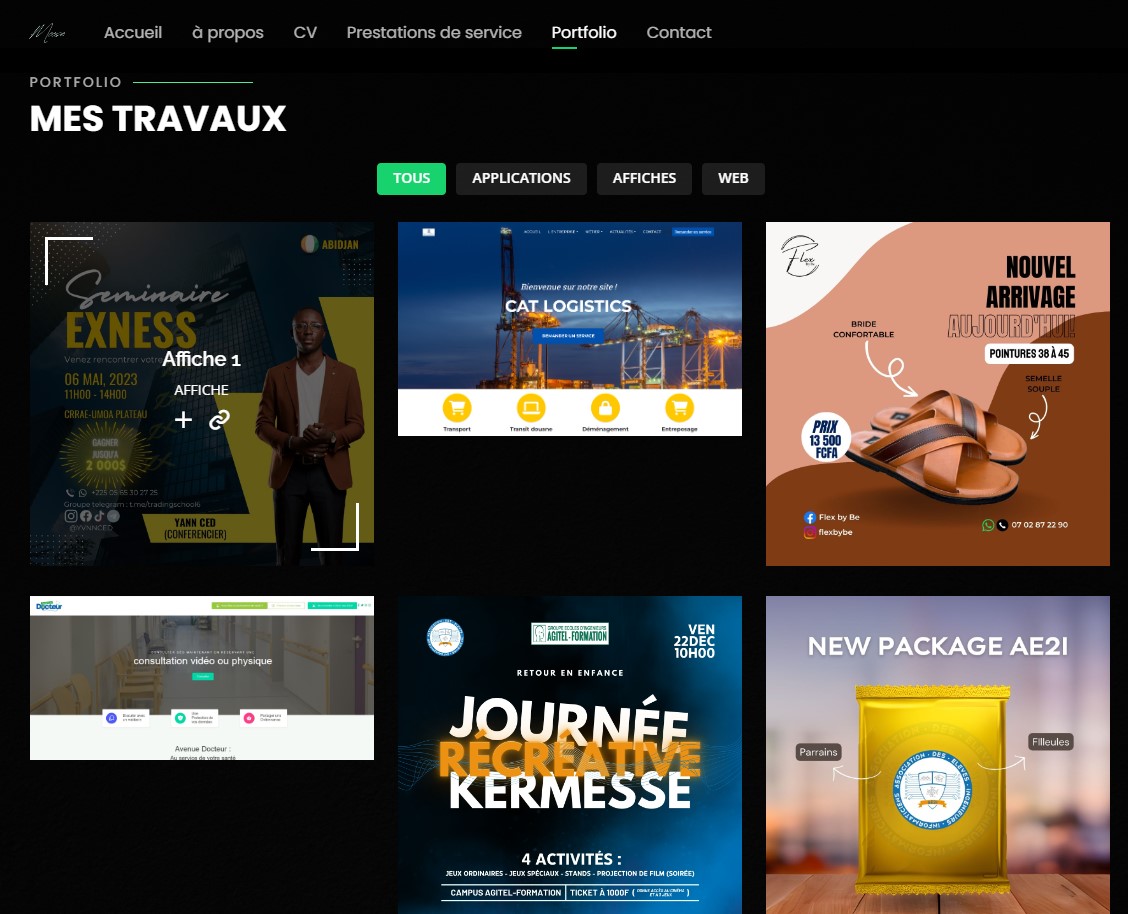 Accueil
à propos
CV
Prestations de service
Portfolio
Contact
PORTFOLIO
MES TRAVAUX
TOUS
APPLICATIONS
AFFICHES
WEB
ABIDJAN
Seminaire
EXNESS
Venez rencontrer votre
Affiche 1
AFFICHE
06 MAI, 2023
11H00 - 14H00
CRRAE-UMOA PLATEAU
GAGNER
JUSQU'A
2 000$
+225 05 65 30 27 25
Groupe telegram : t.me/tradingschool6
@YVNNCED
YANN CED
(CONFERENCIER)
ACCUEIL
L'ENTREPRISE
MÉTIER
ACTUALITÉS
CONTACT
Demander un service
Bienvenue sur notre site !
CAT LOGISTICS
DEMANDER UN SERVICE
Transport
Transit douane
Déménagement
Entreposage
Flex
NOUVEL
ARRIVAGE
AUJOURD'HUI
POINTURES 38 À 45
BRIDE
CONFORTABLE
SEMELLE
SOUPLE
PRIX
13 500
FCFA
Flex by Be
flexbybe
07 02 87 22 90
Docteur
consultation vidéo ou physique
Avenue Docteur :
Au service de votre santé
GROUPE ECOLES D'INGÉNIEURS
AGITEL-FORMATION
VEN
22DEC
10H00
RETOUR EN ENFANCE
JOURNÉE
RÉCRÉATIVE
KERMESSE
4 ACTIVITÉS :
JEUX ORDINAIRES - JEUX SPÉCIAUX - STANDS - PROJECTION DE FILM (SOIRÉE)
CAMPUS AGITEL-FORMATION
TICKET À 1000F
NEW PACKAGE AE2I
Parrains
Filleules
ASSOCIATION • DES • ELEVES • INGENIEURS • INFORMATICIENS